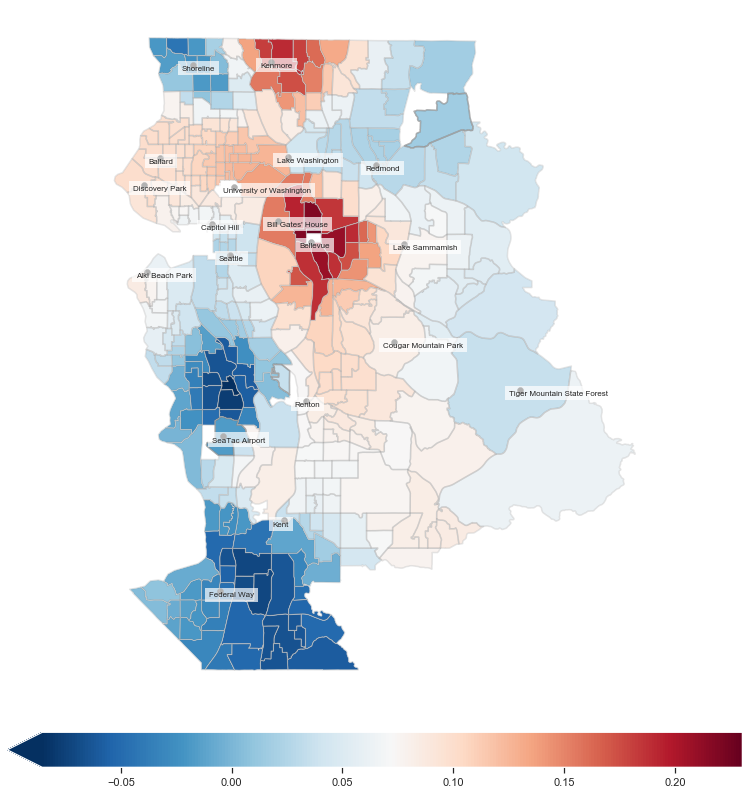 Shoreline
Kenmore
Ballard
Lake Washington
Redmond
Discovery Park
University of Washington
Capitol Hill
Bill Gates' House
Bellevue
Lake Sammamish
Seattle
Alki Beach Park
Cougar Mountain Park
Tiger Mountain State Forest
Renton
SeaTac Airport
Kent
Federal Way
−0.05 0.00 0.05 0.10 0.15 0.20